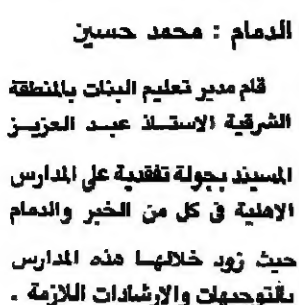 الدمام : محمد حسين
قام مدير تعليم البنات بالمنطقة
الشرقية الاستاذ عبد العزيز
المسيند بجولة تفقدية على المدارس
الاهلية في كل من الخبر والدمام
حيث زود خلالها هذه المدارس
بالتوجيهات والإرشادات اللازمة .